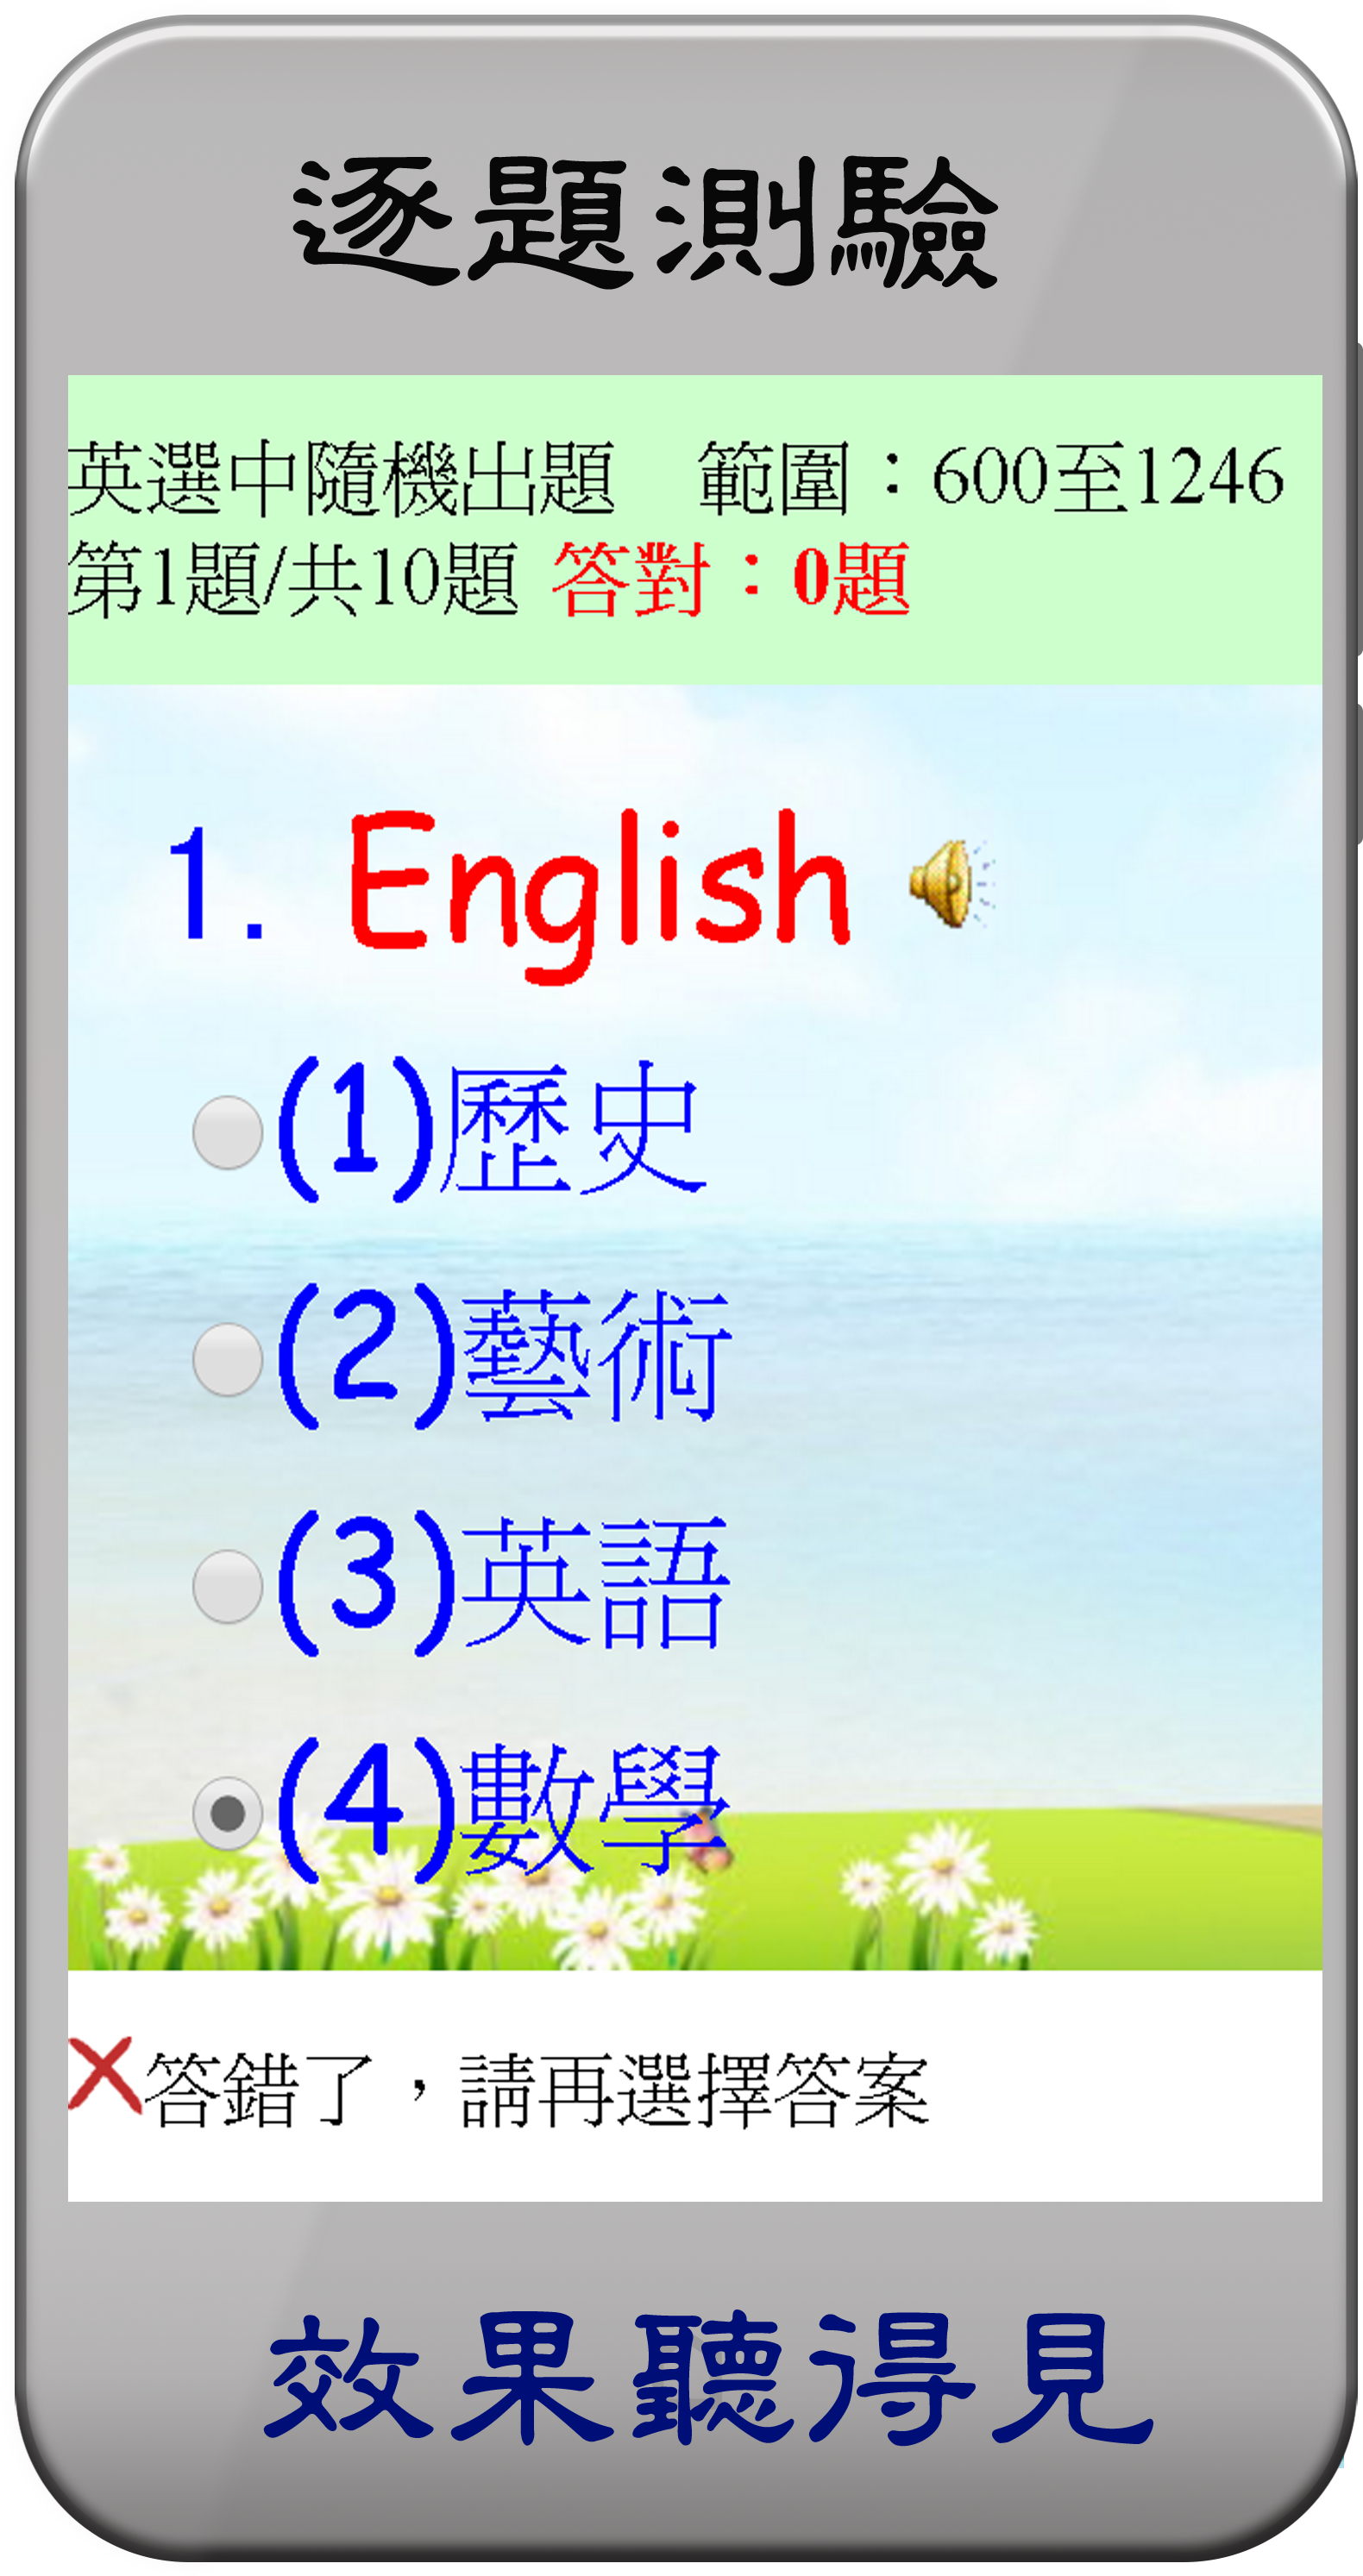 逐題測驗
英選中隨機出題　範圍：600至1246
第1題/共10題 答對：0題
1. English
(1)歷史
(2)藝術
(3)英語
(4)數學
答錯了，請再選擇答案
效果聽得見